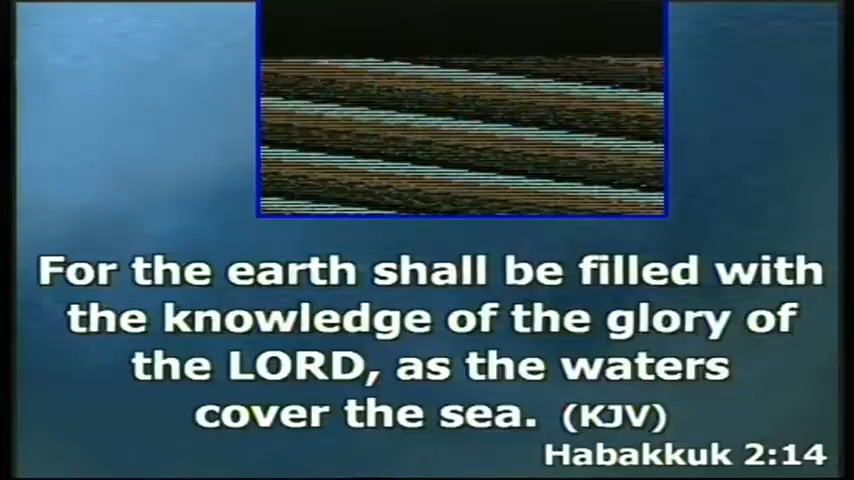 For the earth shall be filled with
the knowledge of the glory of
the LORD, as the waters
cover the sea. (KJV)
Habakkuk 2:14